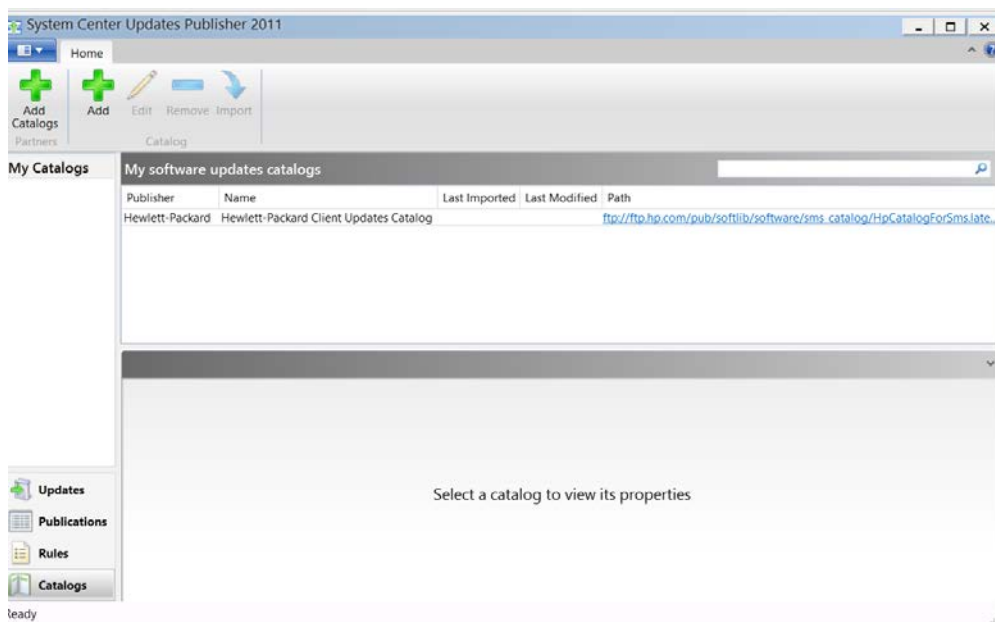 System Center Updates Publisher 2011
Home
Add Catalogs
Add
Edit
Remove
Import
Partners
Catalog
My Catalogs
My software updates catalogs
Publisher Name Last Imported Last Modified Path
Hewlett-Packard Hewlett-Packard Client Updates Catalog ftp://ftp.hp.com/pub/softlib/software/sms_catalog/HpCatalogForSms.late..
Select a catalog to view its properties
Updates
Publications
Rules
Catalogs
Ready